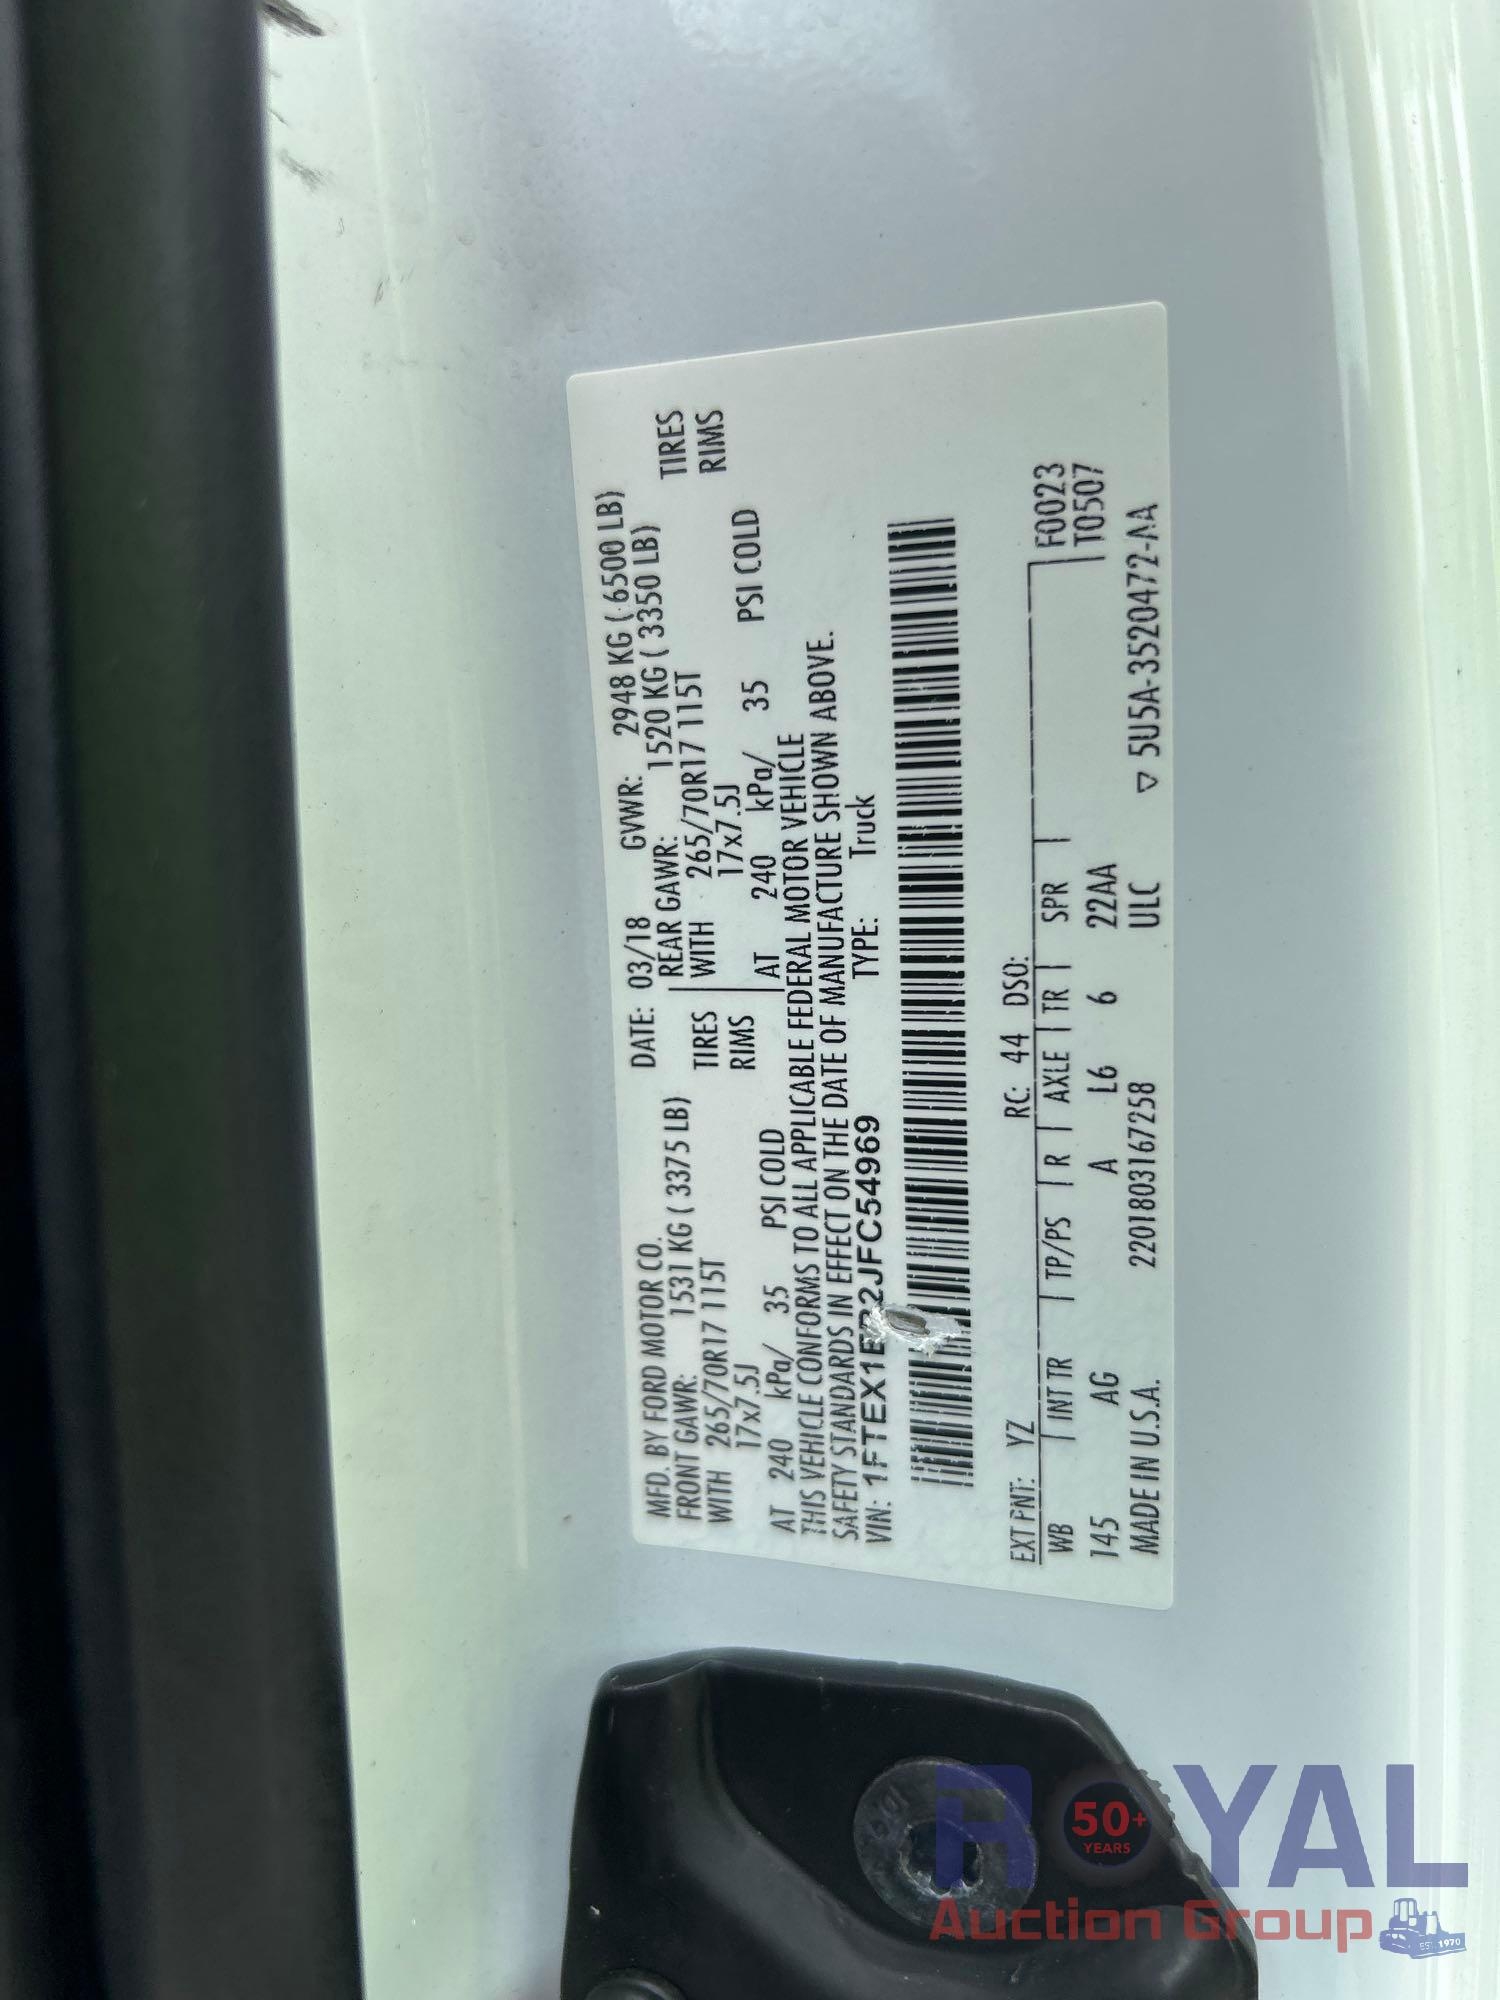 MFD. BY FORD MOTOR CO. DATE: 03/18 GVWR: 2948 KG ( 6500 LB)
FRONT GAWR: 1531 KG ( 3375 LB) REAR GAWR: 1520 KG ( 3350 LB)
WITH 265/70R17 115T TIRES WITH 265/70R17 115T TIRES
17x7.5J RIMS 17x7.5J RIMS
AT 240 kPa/ 35 PSI COLD AT 240 kPa/ 35 PSI COLD
THIS VEHICLE CONFORMS TO ALL APPLICABLE FEDERAL MOTOR VEHICLE
SAFETY STANDARDS IN EFFECT ON THE DATE OF MANUFACTURE SHOWN ABOVE.
VIN: TYPE: Truck
EXT PNT: YZ RC: 44 DSO: F0023
WB INT TR TP/PS R AXLE TR SPR T0507
145 AG A L6 6 22AA
MADE IN U.S.A. 2201803167258 ULC 5U5A-3520472-AA
ROYAL
50+
YEARS
Auction Group
EST. 1970